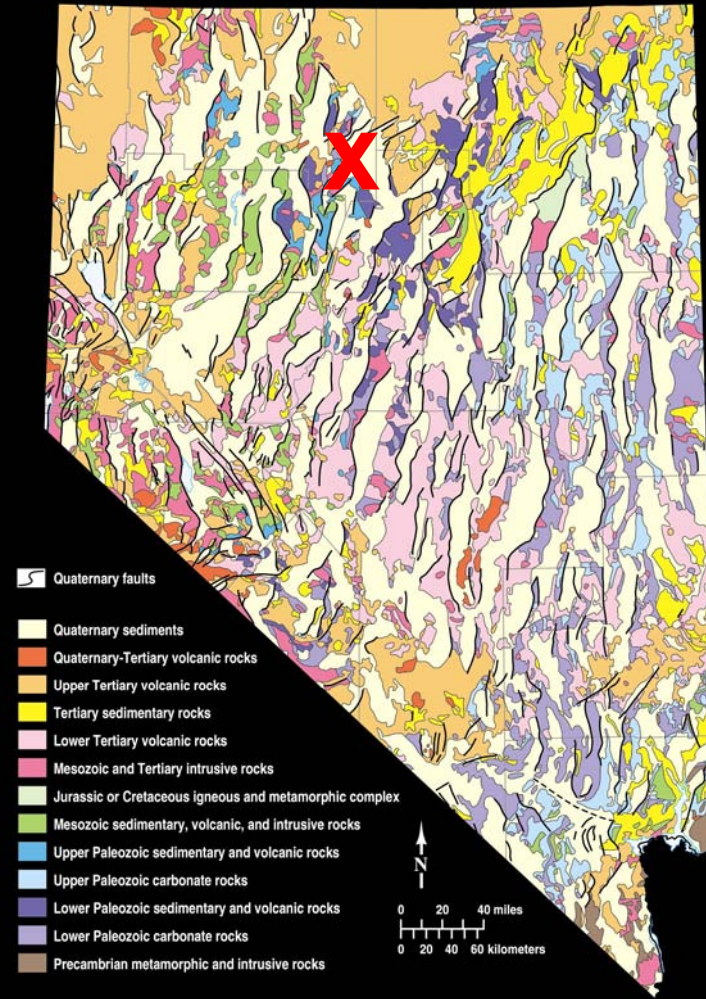 X
Quaternary faults
Quaternary sediments
Quaternary-Tertiary volcanic rocks
Upper Tertiary volcanic rocks
Tertiary sedimentary rocks
Lower Tertiary volcanic rocks
Mesozoic and Tertiary intrusive rocks
Jurassic or Cretaceous igneous and metamorphic complex
Mesozoic sedimentary, volcanic, and intrusive rocks
Upper Paleozoic sedimentary and volcanic rocks
Upper Paleozoic carbonate rocks
Lower Paleozoic sedimentary and volcanic rocks
Lower Paleozoic carbonate rocks
Precambrian metamorphic and intrusive rocks
N
0 20 40 miles
0 20 40 60 kilometers